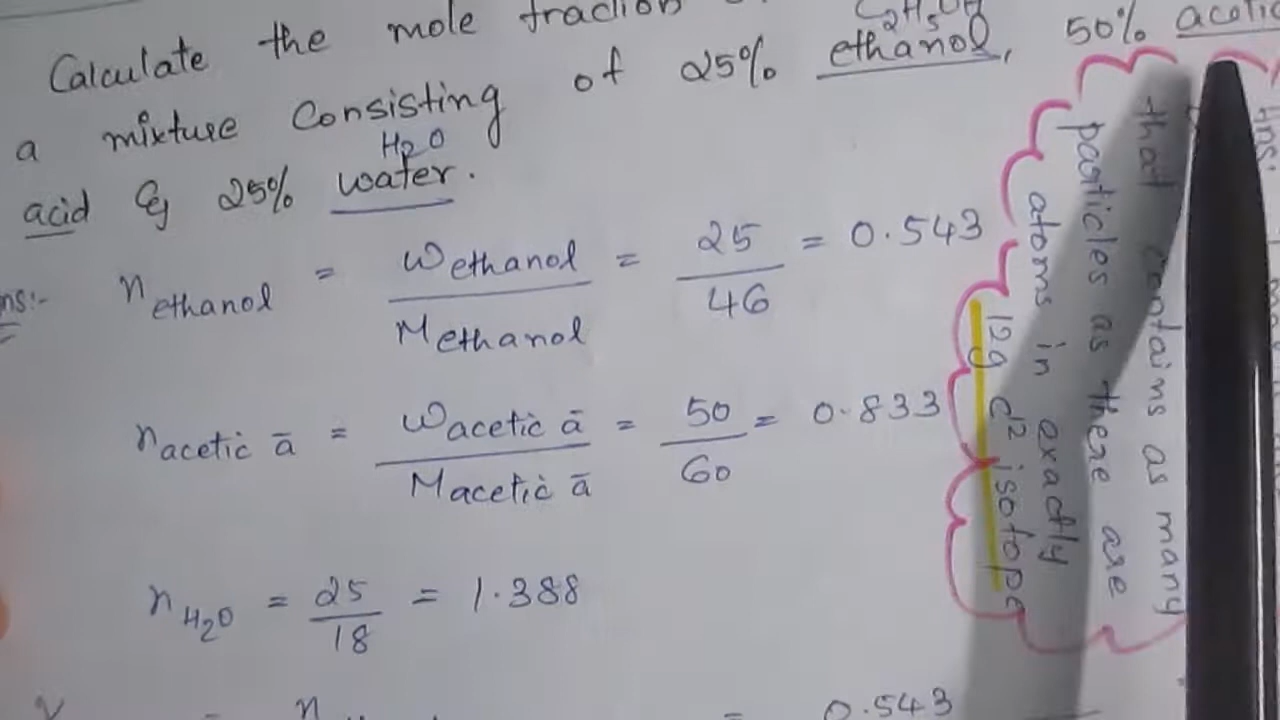 Calculate the mole fraction
C2H5OH
a mixture Consisting of 25% ethanol, 50% acetic
H2O
acid & 25% water.
ns:- n ethanol = W ethanol / M ethanol = 25 / 46 = 0.543
n acetic ā = W acetic ā / M acetic ā = 50 / 60 = 0.833
n H2O = 25 / 18 = 1.388
= 0.543
that contains as many
particles as there are
atoms in exactly
12g C12 isotope